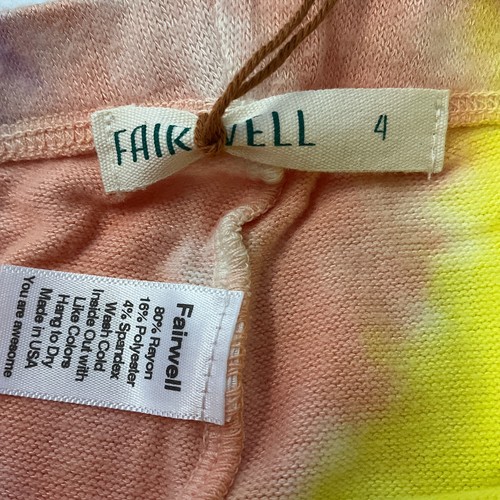 FAIRWELL 4
Fairwell
80% Rayon
16% Polyester
4% Spandex
Wash Cold
Inside Out with
Like Colors
Hang to Dry
Made in USA
You are awesome